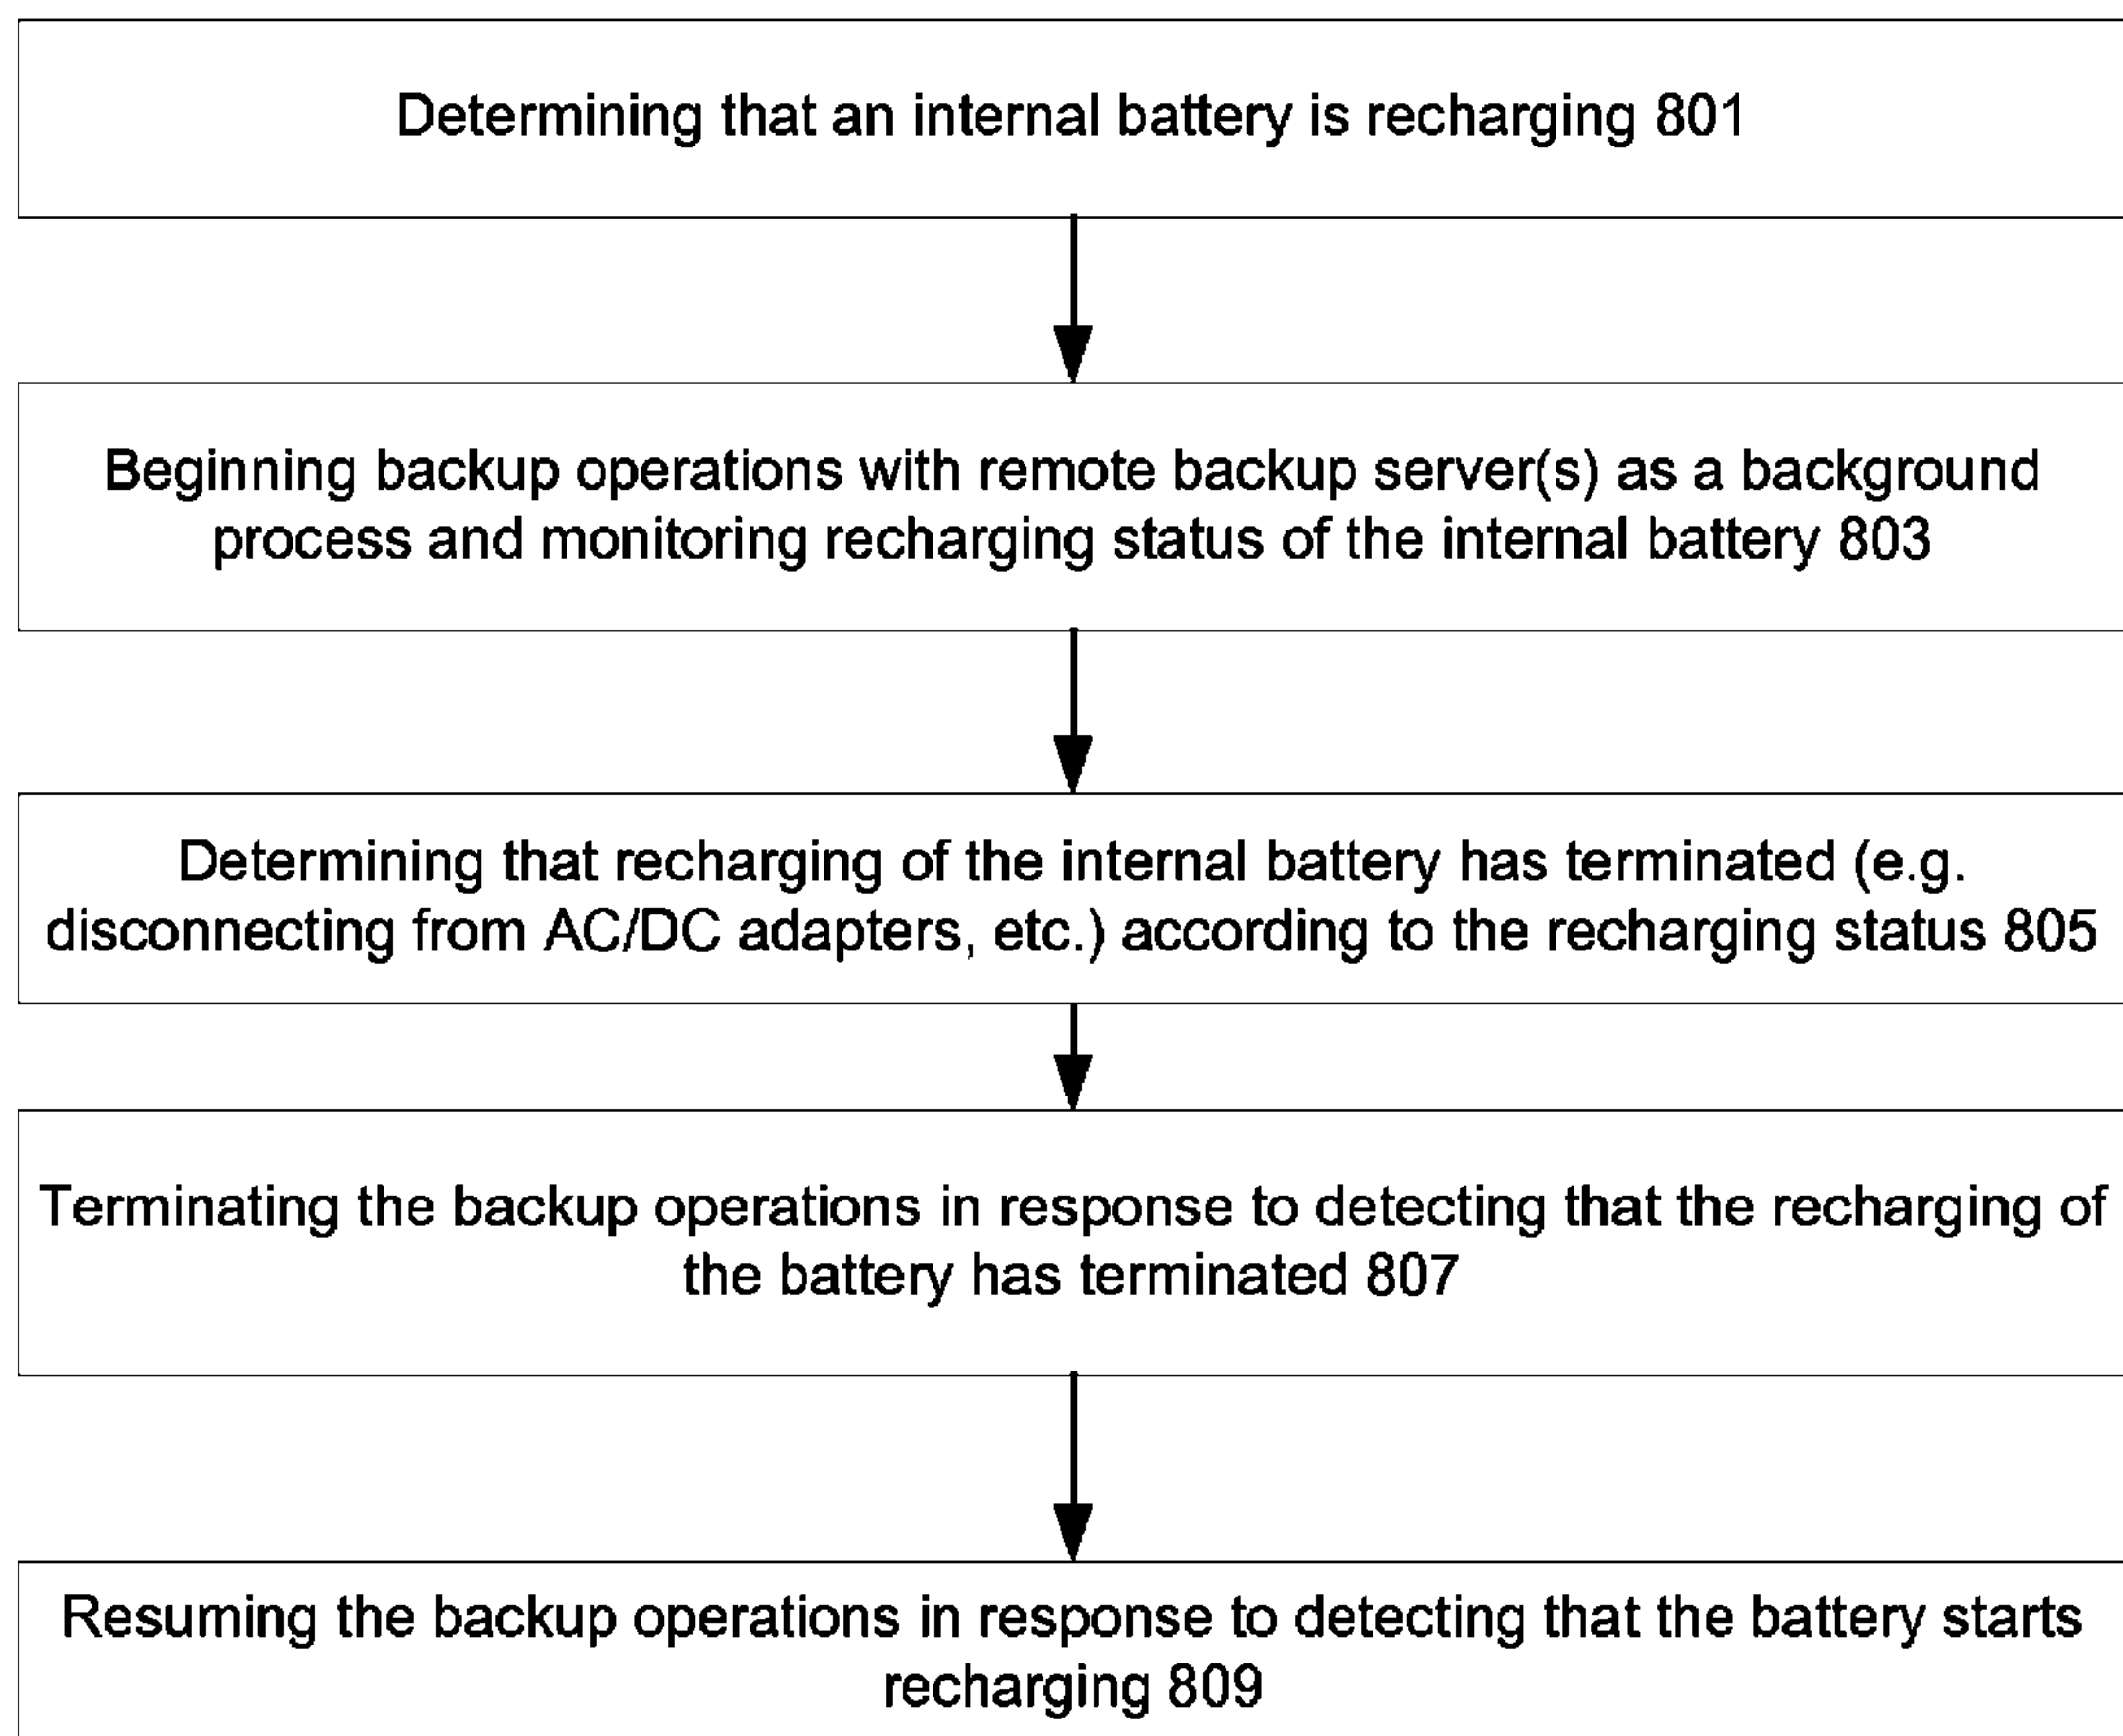 Determining that an internal battery is recharging 801
Beginning backup operations with remote backup server(s) as a background
process and monitoring recharging status of the internal battery 803
Determining that recharging of the internal battery has terminated (e.g.
disconnecting from AC/DC adapters, etc.) according to the recharging status 805
Terminating the backup operations in response to detecting that the recharging of
the battery has terminated 807
Resuming the backup operations in response to detecting that the battery starts
recharging 809